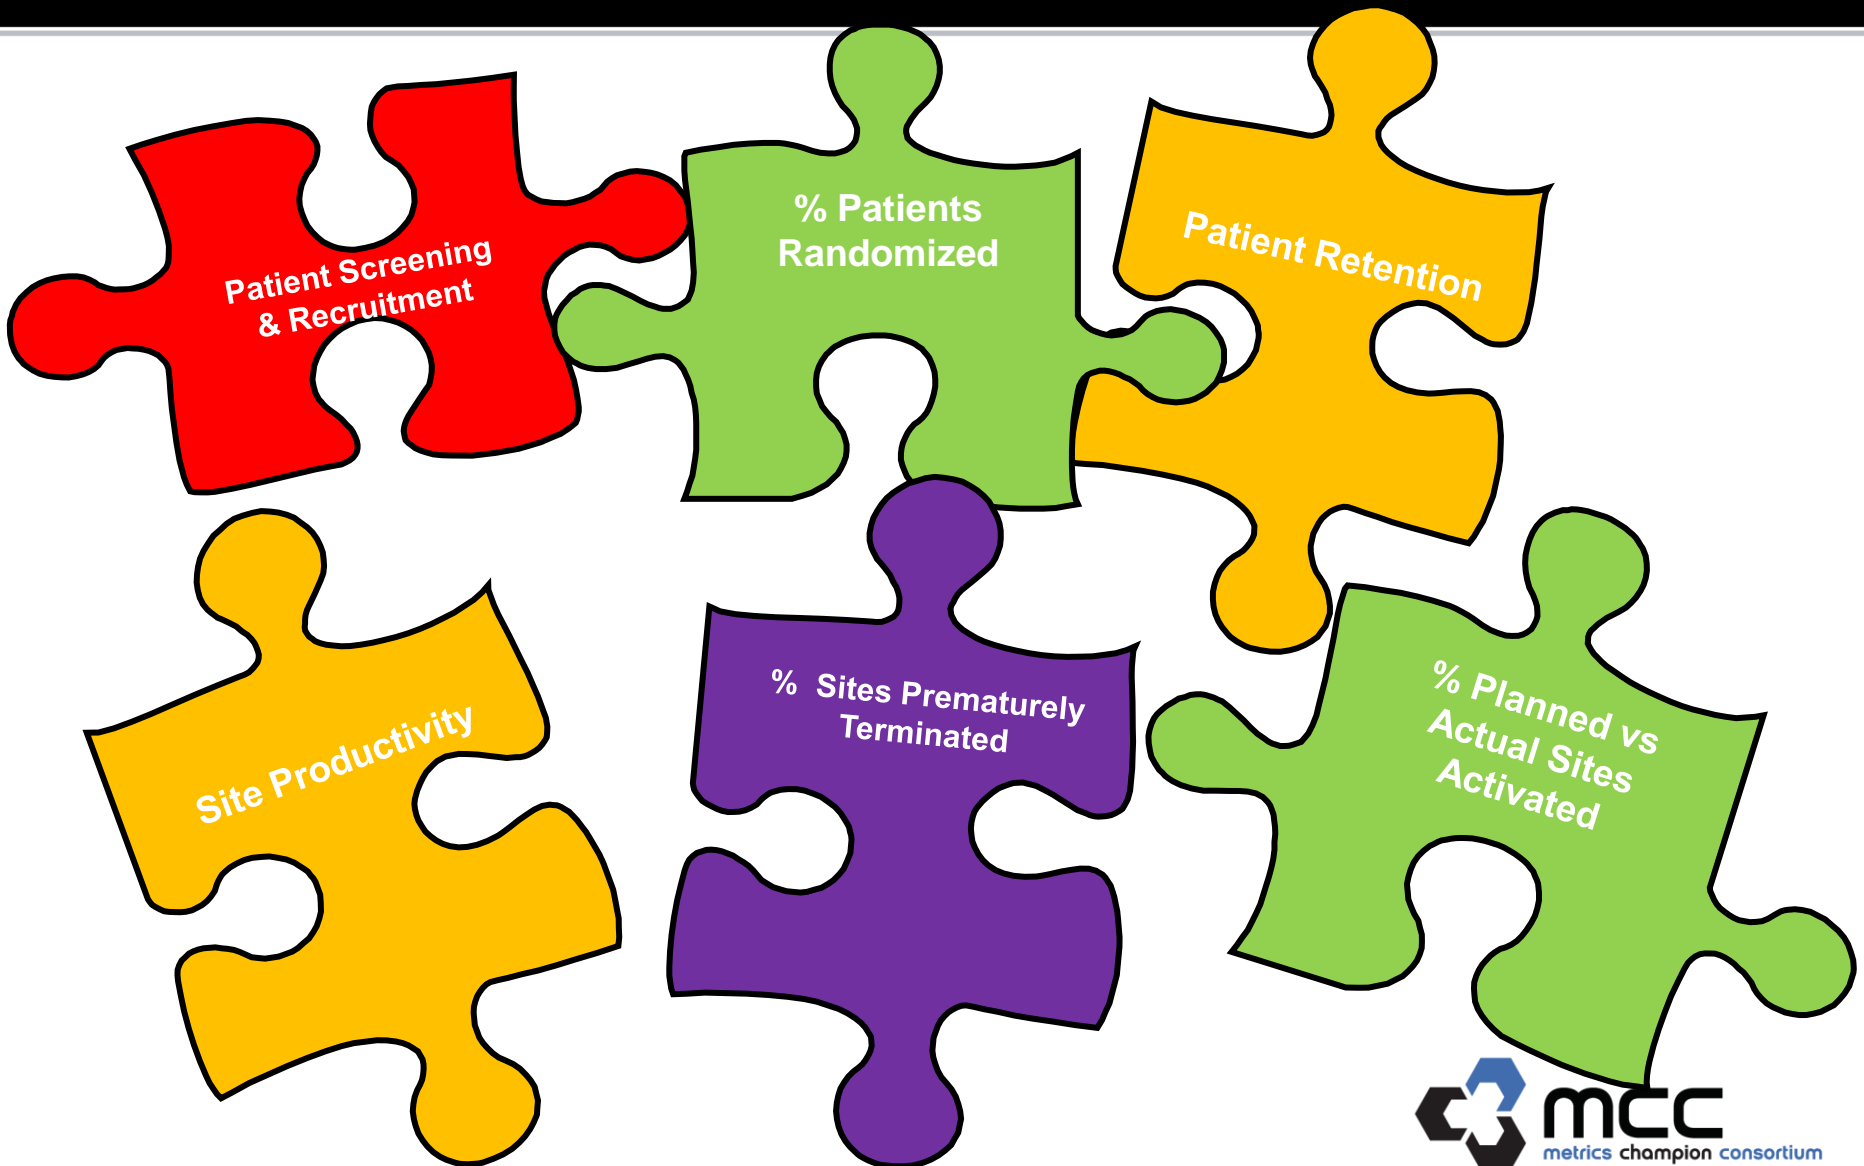 Patient Screening
& Recruitment
% Patients
Randomized
Patient Retention
Site Productivity
% Sites Prematurely
Terminated
% Planned vs
Actual Sites
Activated
mcc
metrics champion consortium